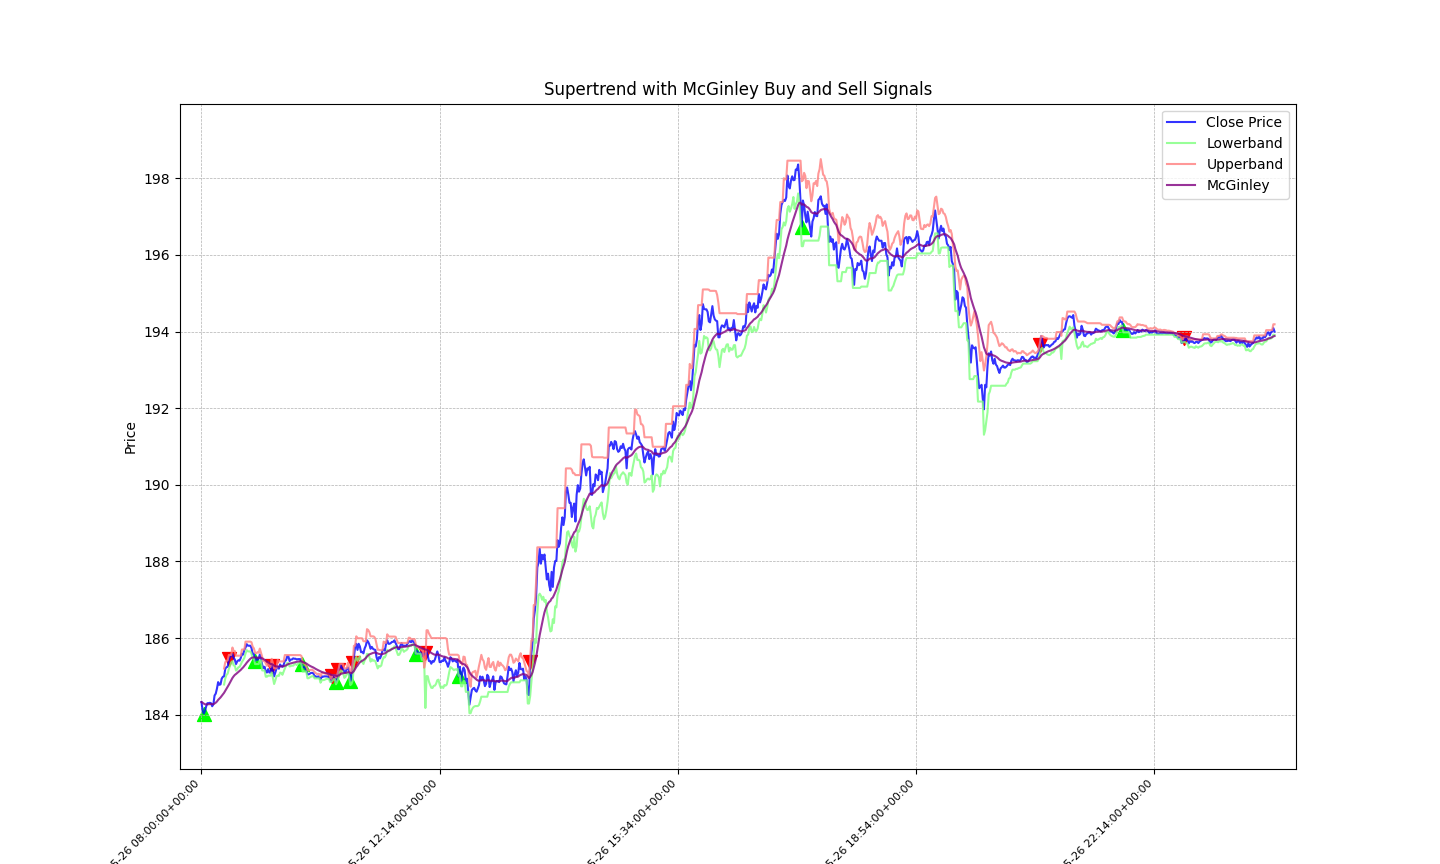 Supertrend with McGinley Buy and Sell Signals
Close Price
Lowerband
Upperband
McGinley
Price
198
196
194
192
190
188
186
184
5-26 08:00:00+00:00
5-26 12:14:00+00:00
5-26 15:34:00+00:00
5-26 18:54:00+00:00
5-26 22:14:00+00:00